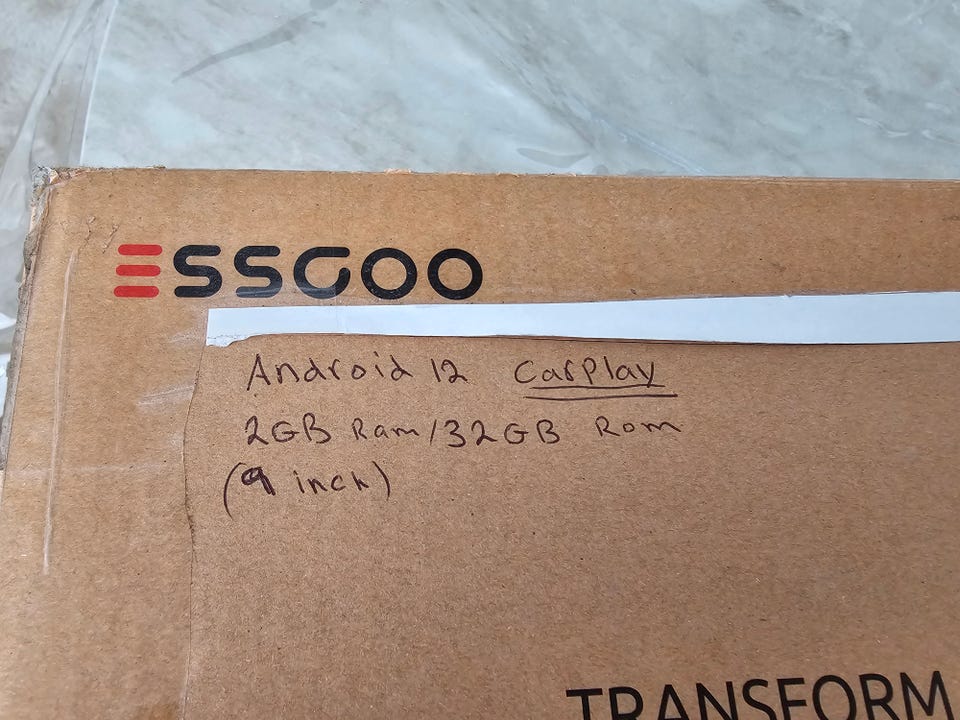 ESSGOO
Android 12 CarPlay
2GB Ram/32GB Rom
(9 inch)
TRANSFORM